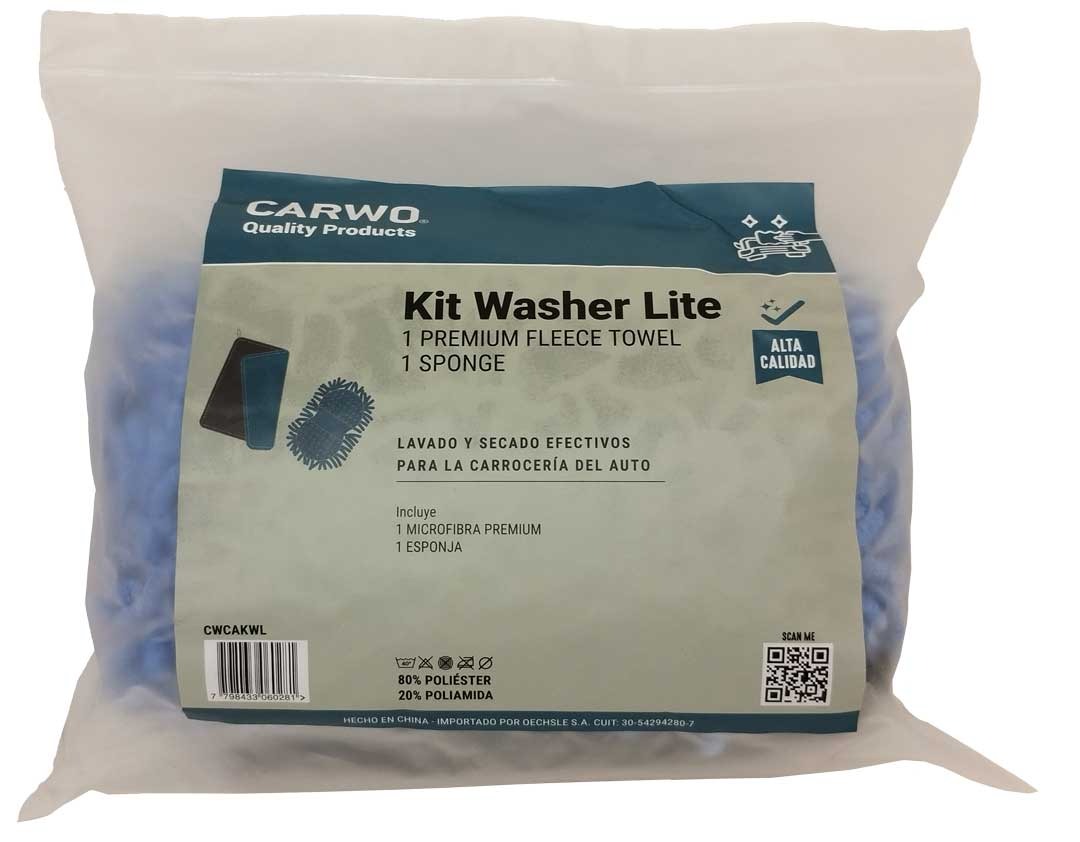 CARWO®
Quality Products
Kit Washer Lite
1 PREMIUM FLEECE TOWEL
1 SPONGE
ALTA
CALIDAD
LAVADO Y SECADO EFECTIVOS
PARA LA CARROCERÍA DEL AUTO
Incluye
1 MICROFIBRA PREMIUM
1 ESPONJA
CWCAKWL
7 798433 060281 >
40°
80% POLIÉSTER
20% POLIAMIDA
SCAN ME
HECHO EN CHINA - IMPORTADO POR OECHSLE S.A. CUIT: 30-54294280-7